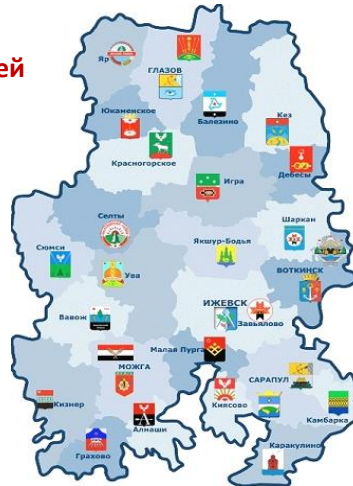 ей
Яр
ГЛАЗОВ
Юкаменское
Балезино
Кез
Красногорское
Дебесы
Игра
Селты
Шаркан
Сюмси
Якшур-Бодья
Ува
ВОТКИНСК
Вавож
ИЖЕВСК
Завьялово
Малая Пурга
МОЖГА
САРАПУЛ
Кизнер
Киясово
Камбарка
Алнаши
Грахово
Каракулино